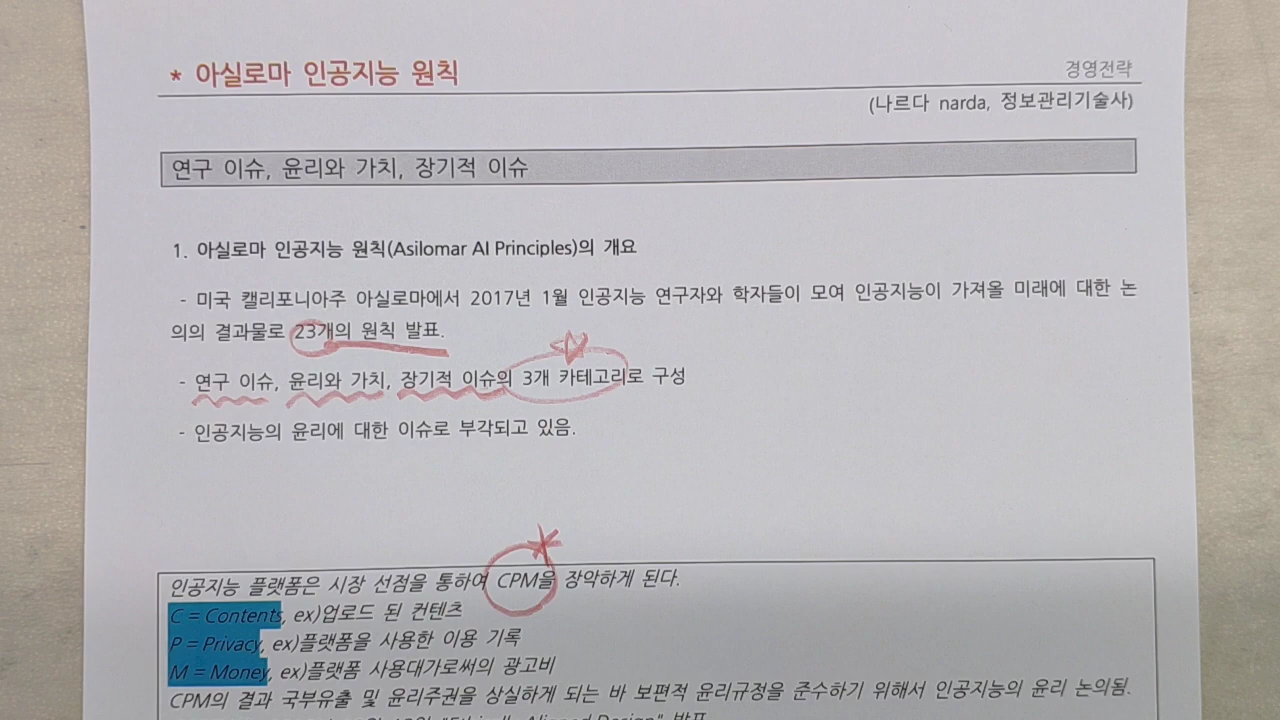 * 아실로마 인공지능 원칙
경영전략
(나르다 narda, 정보관리기술사)
연구 이슈, 윤리와 가치, 장기적 이슈
1. 아실로마 인공지능 원칙(Asilomar AI Principles)의 개요
- 미국 캘리포니아주 아실로마에서 2017년 1월 인공지능 연구자와 학자들이 모여 인공지능이 가져올 미래에 대한 논
의의 결과물로 23개의 원칙 발표.
- 연구 이슈, 윤리와 가치, 장기적 이슈의 3개 카테고리로 구성
- 인공지능의 윤리에 대한 이슈로 부각되고 있음.
인공지능 플랫폼은 시장 선점을 통하여 CPM을 장악하게 된다.
C = Contents, ex)업로드 된 컨텐츠
P = Privacy, ex)플랫폼을 사용한 이용 기록
M = Money, ex)플랫폼 사용대가로써의 광고비
CPM의 결과 국부유출 및 윤리주권을 상실하게 되는 바 보편적 윤리규정을 준수하기 위해서 인공지능의 윤리 논의됨.
"Ethically Aligned Design" 발표